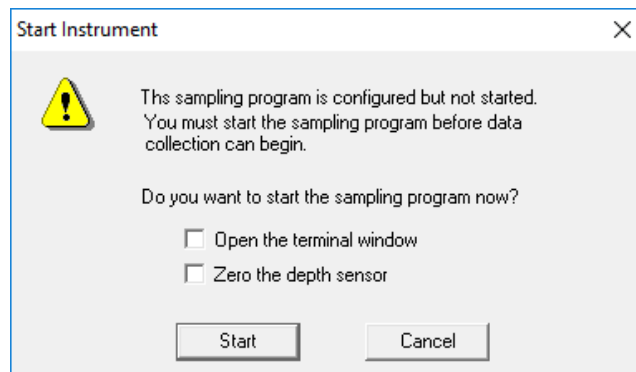 Start Instrument
Ths sampling program is configured but not started.
You must start the sampling program before data
collection can begin.
Do you want to start the sampling program now?
Open the terminal window
Zero the depth sensor
Start
Cancel